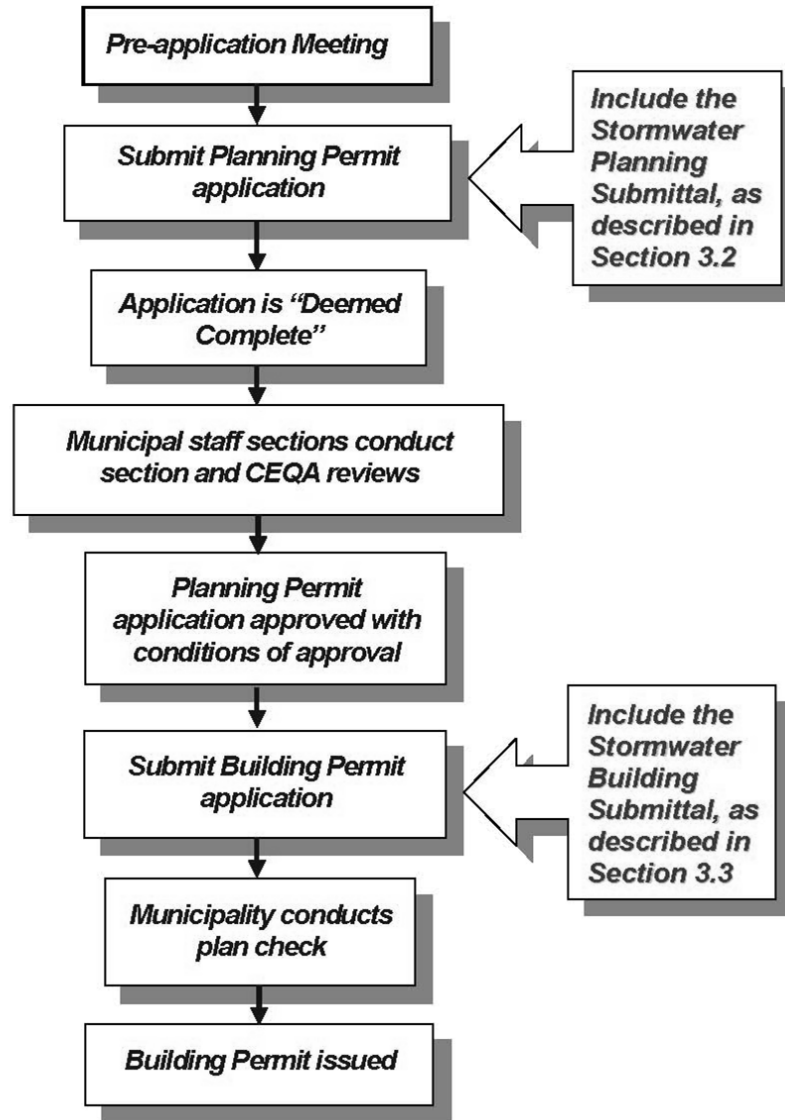 Pre-application Meeting
Submit Planning Permit
application
Include the
Stormwater
Planning
Submittal, as
described in
Section 3.2
Application is “Deemed
Complete”
Municipal staff sections conduct
section and CEQA reviews
Planning Permit
application approved with
conditions of approval
Submit Building Permit
application
Include the
Stormwater
Building
Submittal, as
described in
Section 3.3
Municipality conducts
plan check
Building Permit issued